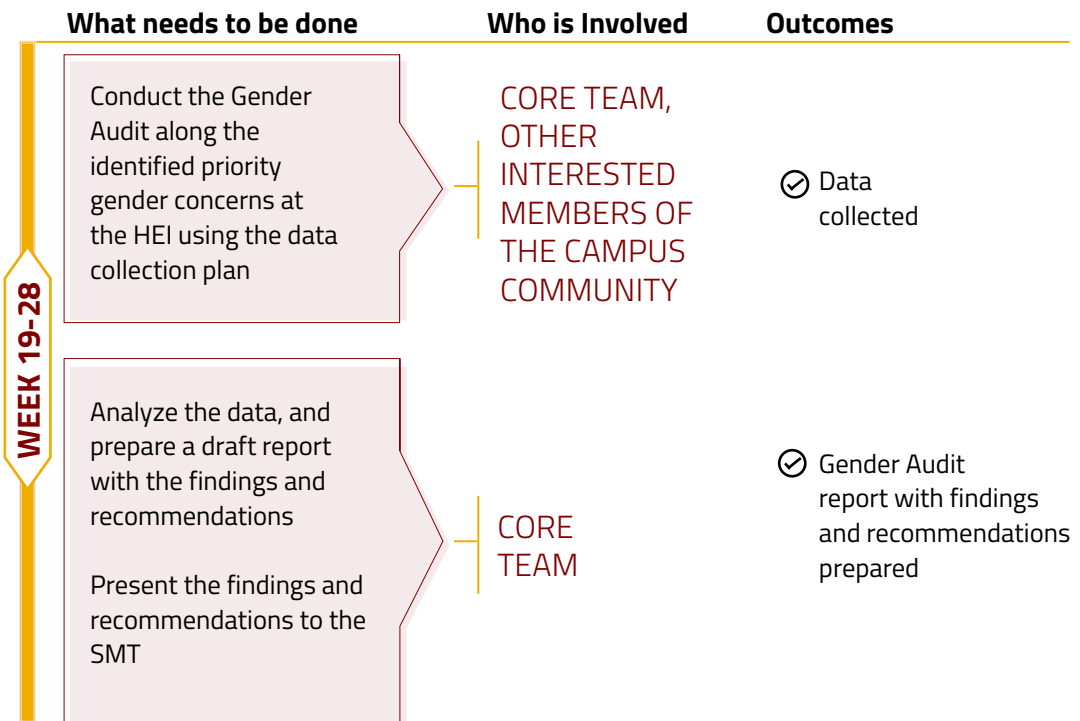 What needs to be done
Who is Involved
Outcomes
WEEK 19-28
Conduct the Gender
Audit along the
identified priority
gender concerns at
the HEI using the data
collection plan
CORE TEAM,
OTHER
INTERESTED
MEMBERS OF
THE CAMPUS
COMMUNITY
Data
collected
Analyze the data, and
prepare a draft report
with the findings and
recommendations
Present the findings and
recommendations to the
SMT
CORE
TEAM
Gender Audit
report with findings
and recommendations
prepared